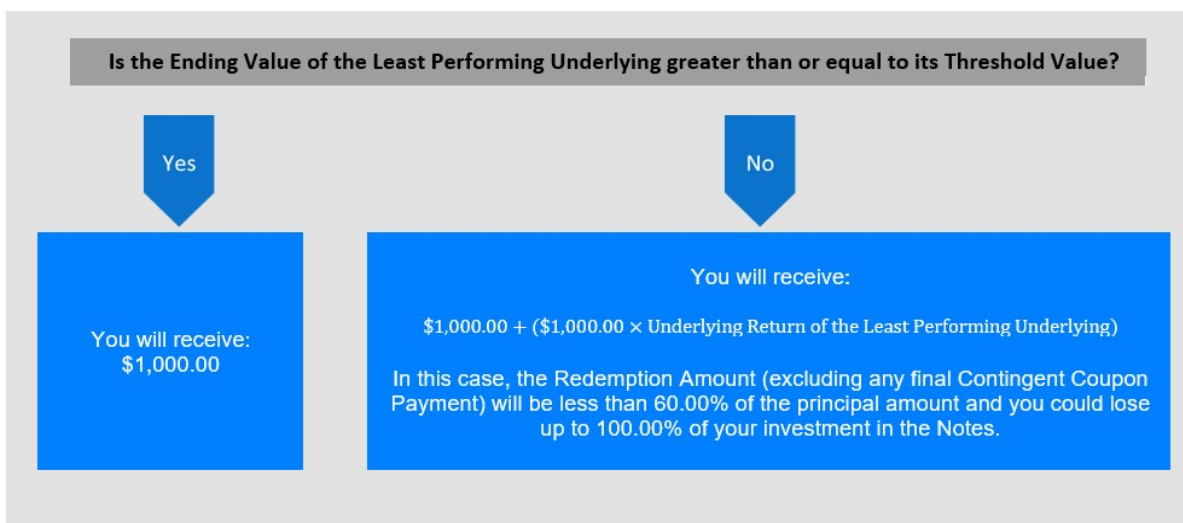 Is the Ending Value of the Least Performing Underlying greater than or equal to its Threshold Value?
Yes
No
You will receive:
$1,000.00
You will receive:
$1,000.00 + ($1,000.00 × Underlying Return of the Least Performing Underlying)
In this case, the Redemption Amount (excluding any final Contingent Coupon
Payment) will be less than 60.00% of the principal amount and you could lose
up to 100.00% of your investment in the Notes.